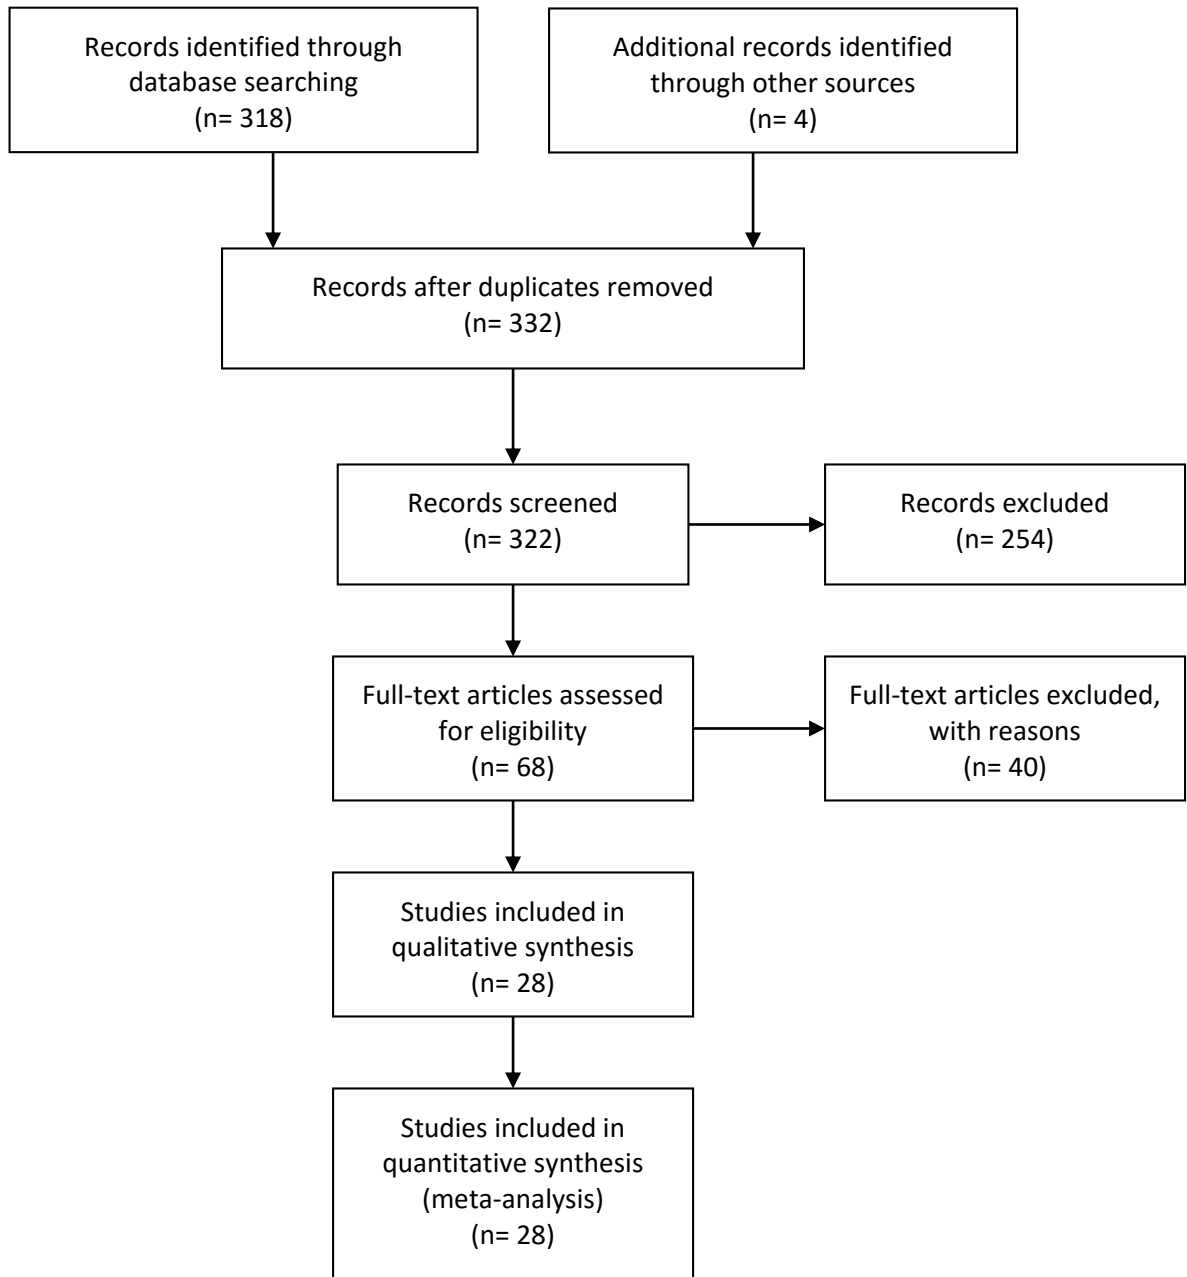 Records identified through
database searching
(n= 318)
Additional records identified
through other sources
(n= 4)
Records after duplicates removed
(n= 332)
Records screened
(n= 322)
Records excluded
(n= 254)
Full-text articles assessed
for eligibility
(n= 68)
Full-text articles excluded,
with reasons
(n= 40)
Studies included in
qualitative synthesis
(n= 28)
Studies included in
quantitative synthesis
(meta-analysis)
(n= 28)